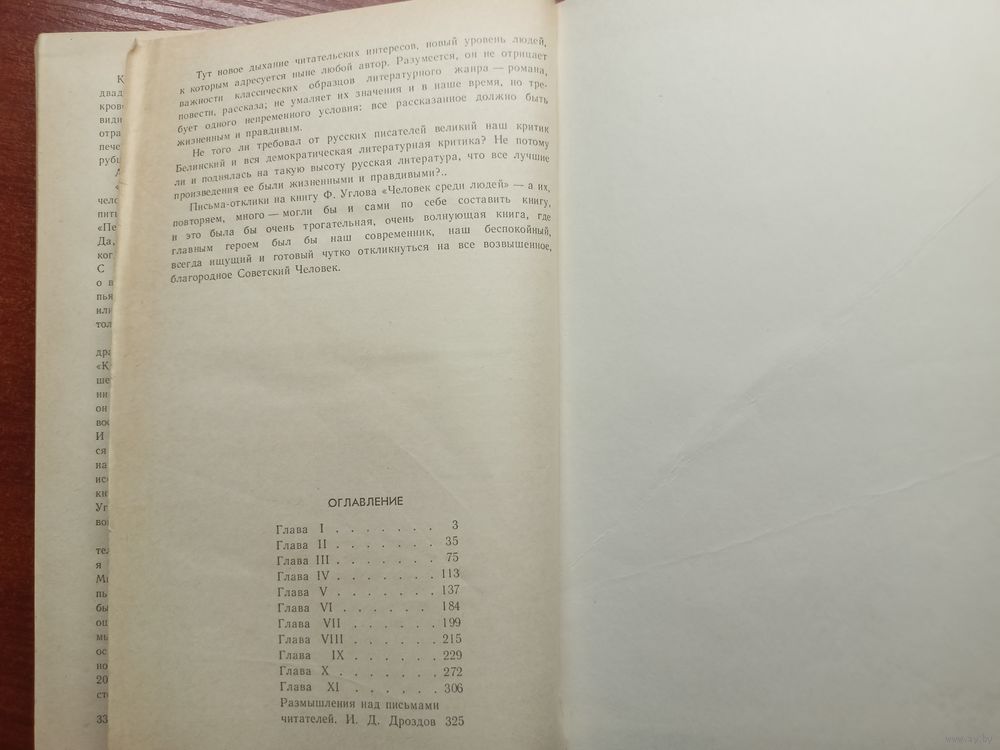 Тут новое дыхание читательских интересов, новый уровень людей,
к которым адресуется ныне любой автор. Разумеется, он не отрицает
важности классических образцов литературного жанра — романа,
повести, рассказа; не умаляет их значения и в наше время, но тре-
бует одного непременного условия: все рассказанное должно быть
жизненным и правдивым.
Не того ли требовал от русских писателей великий наш критик
Белинский и вся демократическая литературная критика? Не потому
ли и поднялась на такую высоту русская литература, что все лучшие
произведения ее были жизненными и правдивыми?..
Письма-отклики на книгу Ф. Углова «Человек среди людей» — а их,
повторяем, много — могли бы и сами по себе составить книгу,
и это была бы очень трогательная, очень волнующая книга, где
главным героем был бы наш современник, наш беспокойный,
всегда ищущий и готовый чутко откликнуться на все возвышенное,
благородное Советский Человек.
ОГЛАВЛЕНИЕ
Глава I . . . . . . . 3
Глава II . . . . . . . 35
Глава III . . . . . . . 75
Глава IV . . . . . . . 113
Глава V . . . . . . . 137
Глава VI . . . . . . 184
Глава VII . . . . . . 199
Глава VIII . . . . . . 215
Глава IX . . . . . . 229
Глава X . . . . . . . 272
Глава XI . . . . . . 306
Размышления над письмами
читателей. И. Д. Дроздов 325
www.ay.by